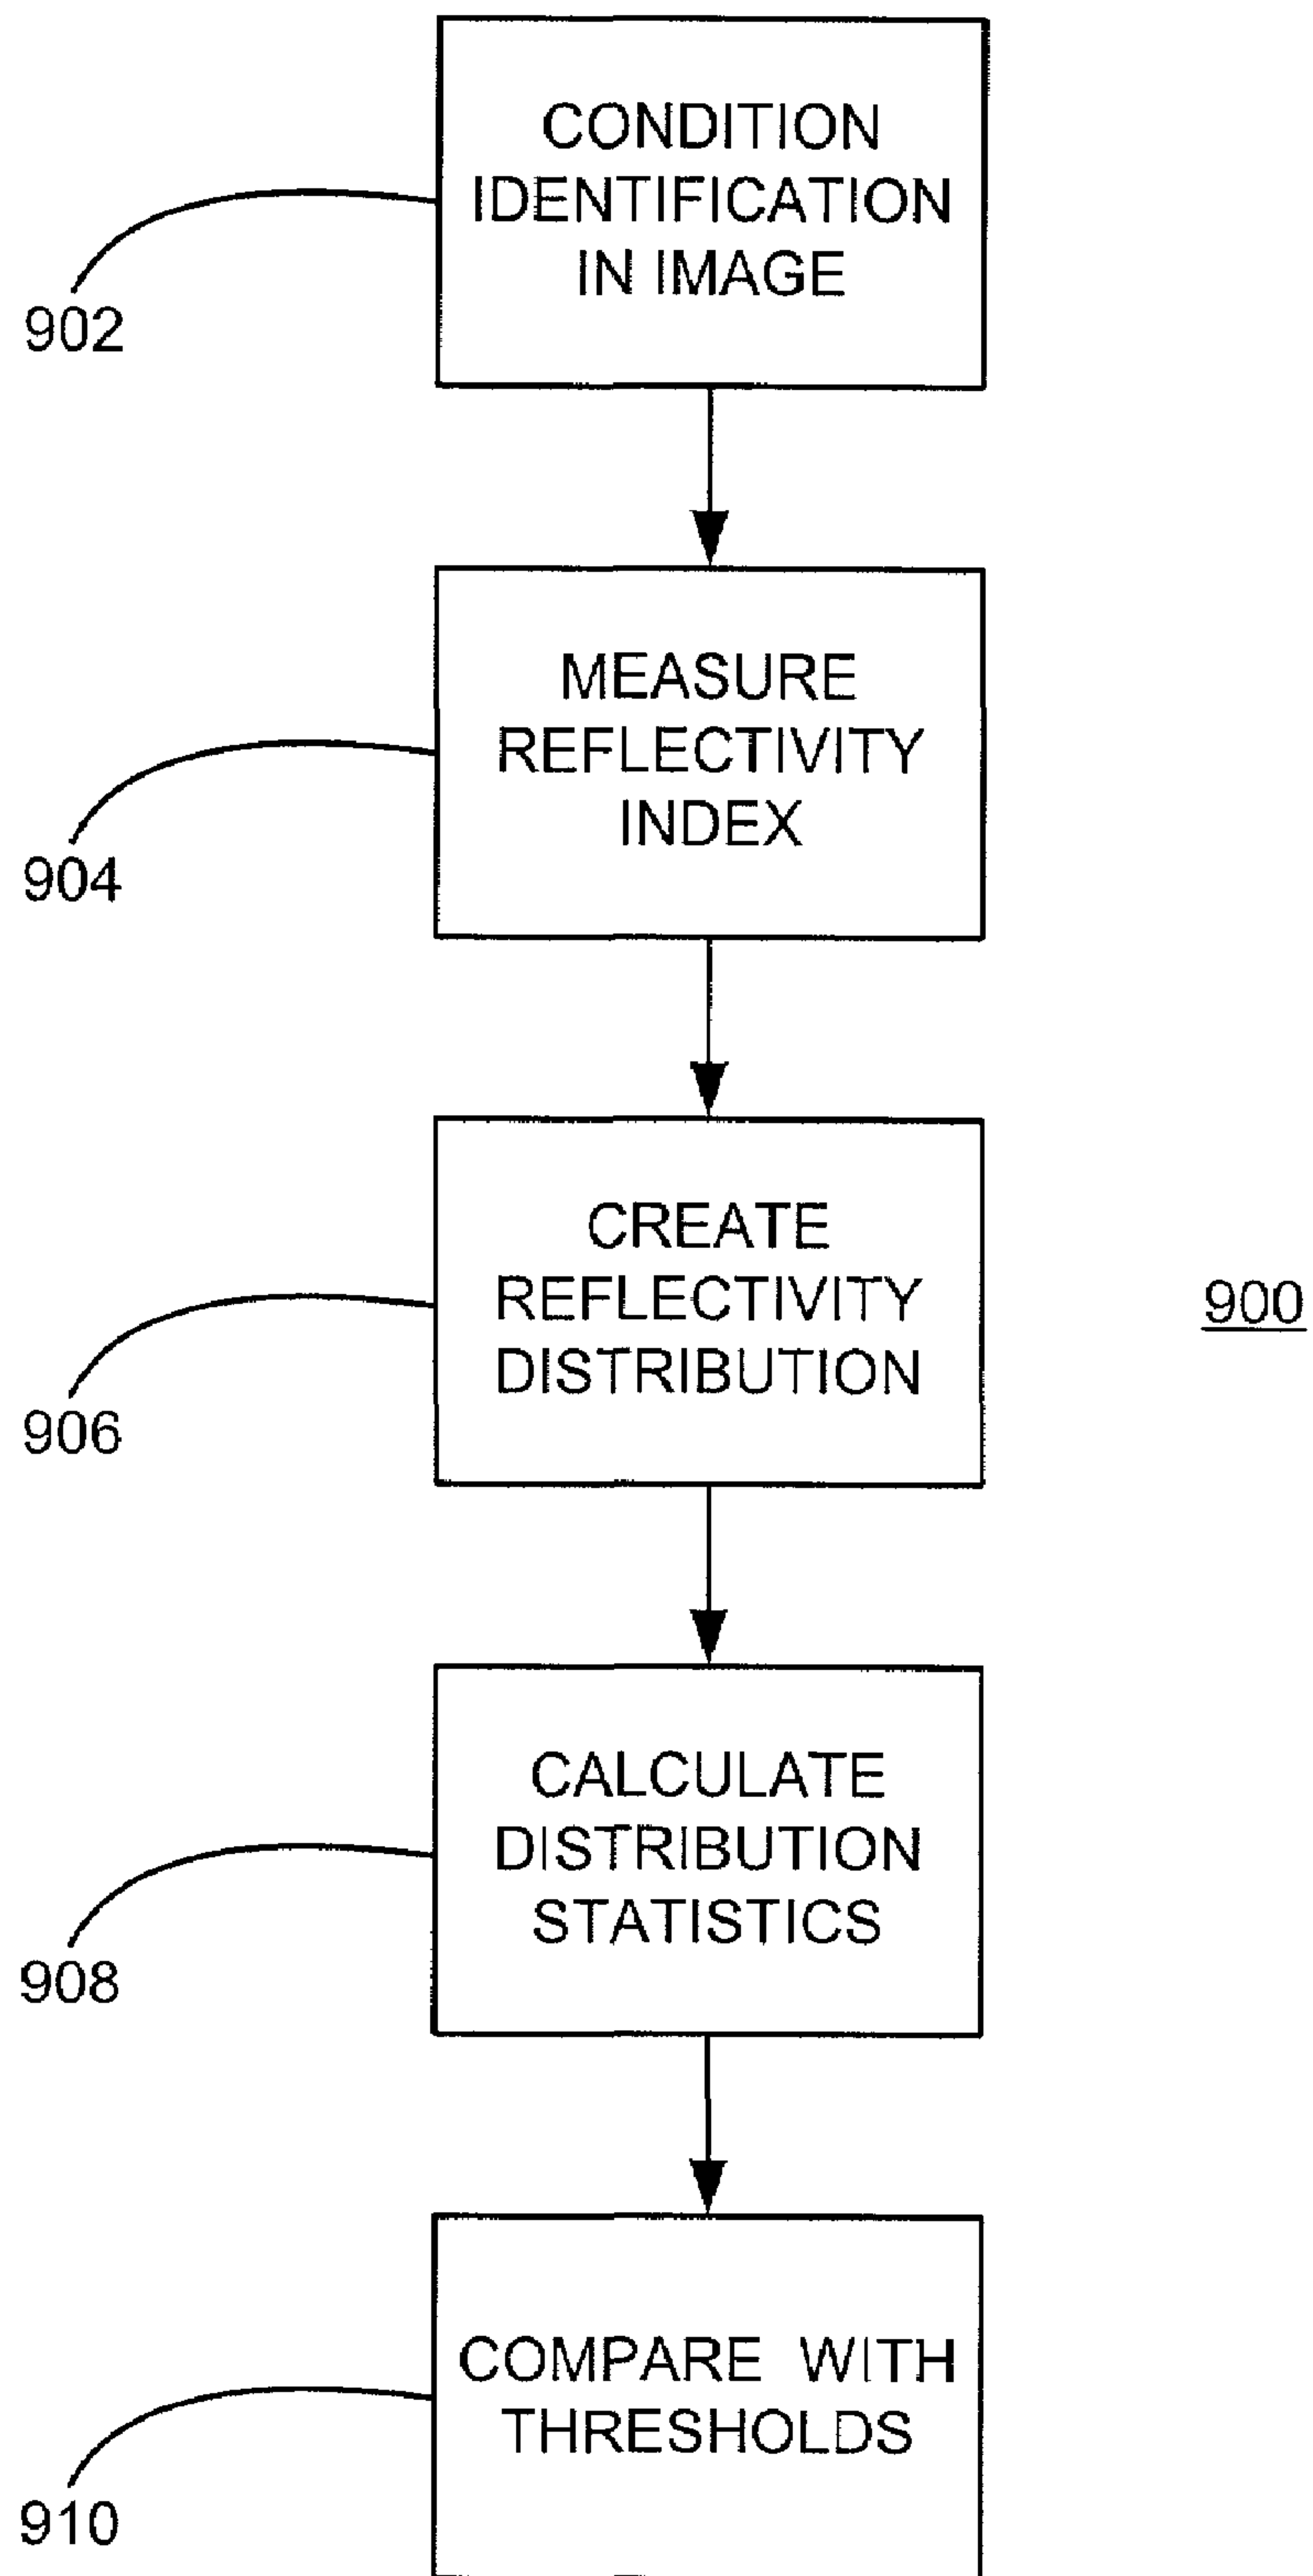 CONDITION
IDENTIFICATION
IN IMAGE
902
MEASURE
REFLECTIVITY
INDEX
904
CREATE
REFLECTIVITY
DISTRIBUTION
900
906
CALCULATE
DISTRIBUTION
STATISTICS
908
COMPARE WITH
THRESHOLDS
910